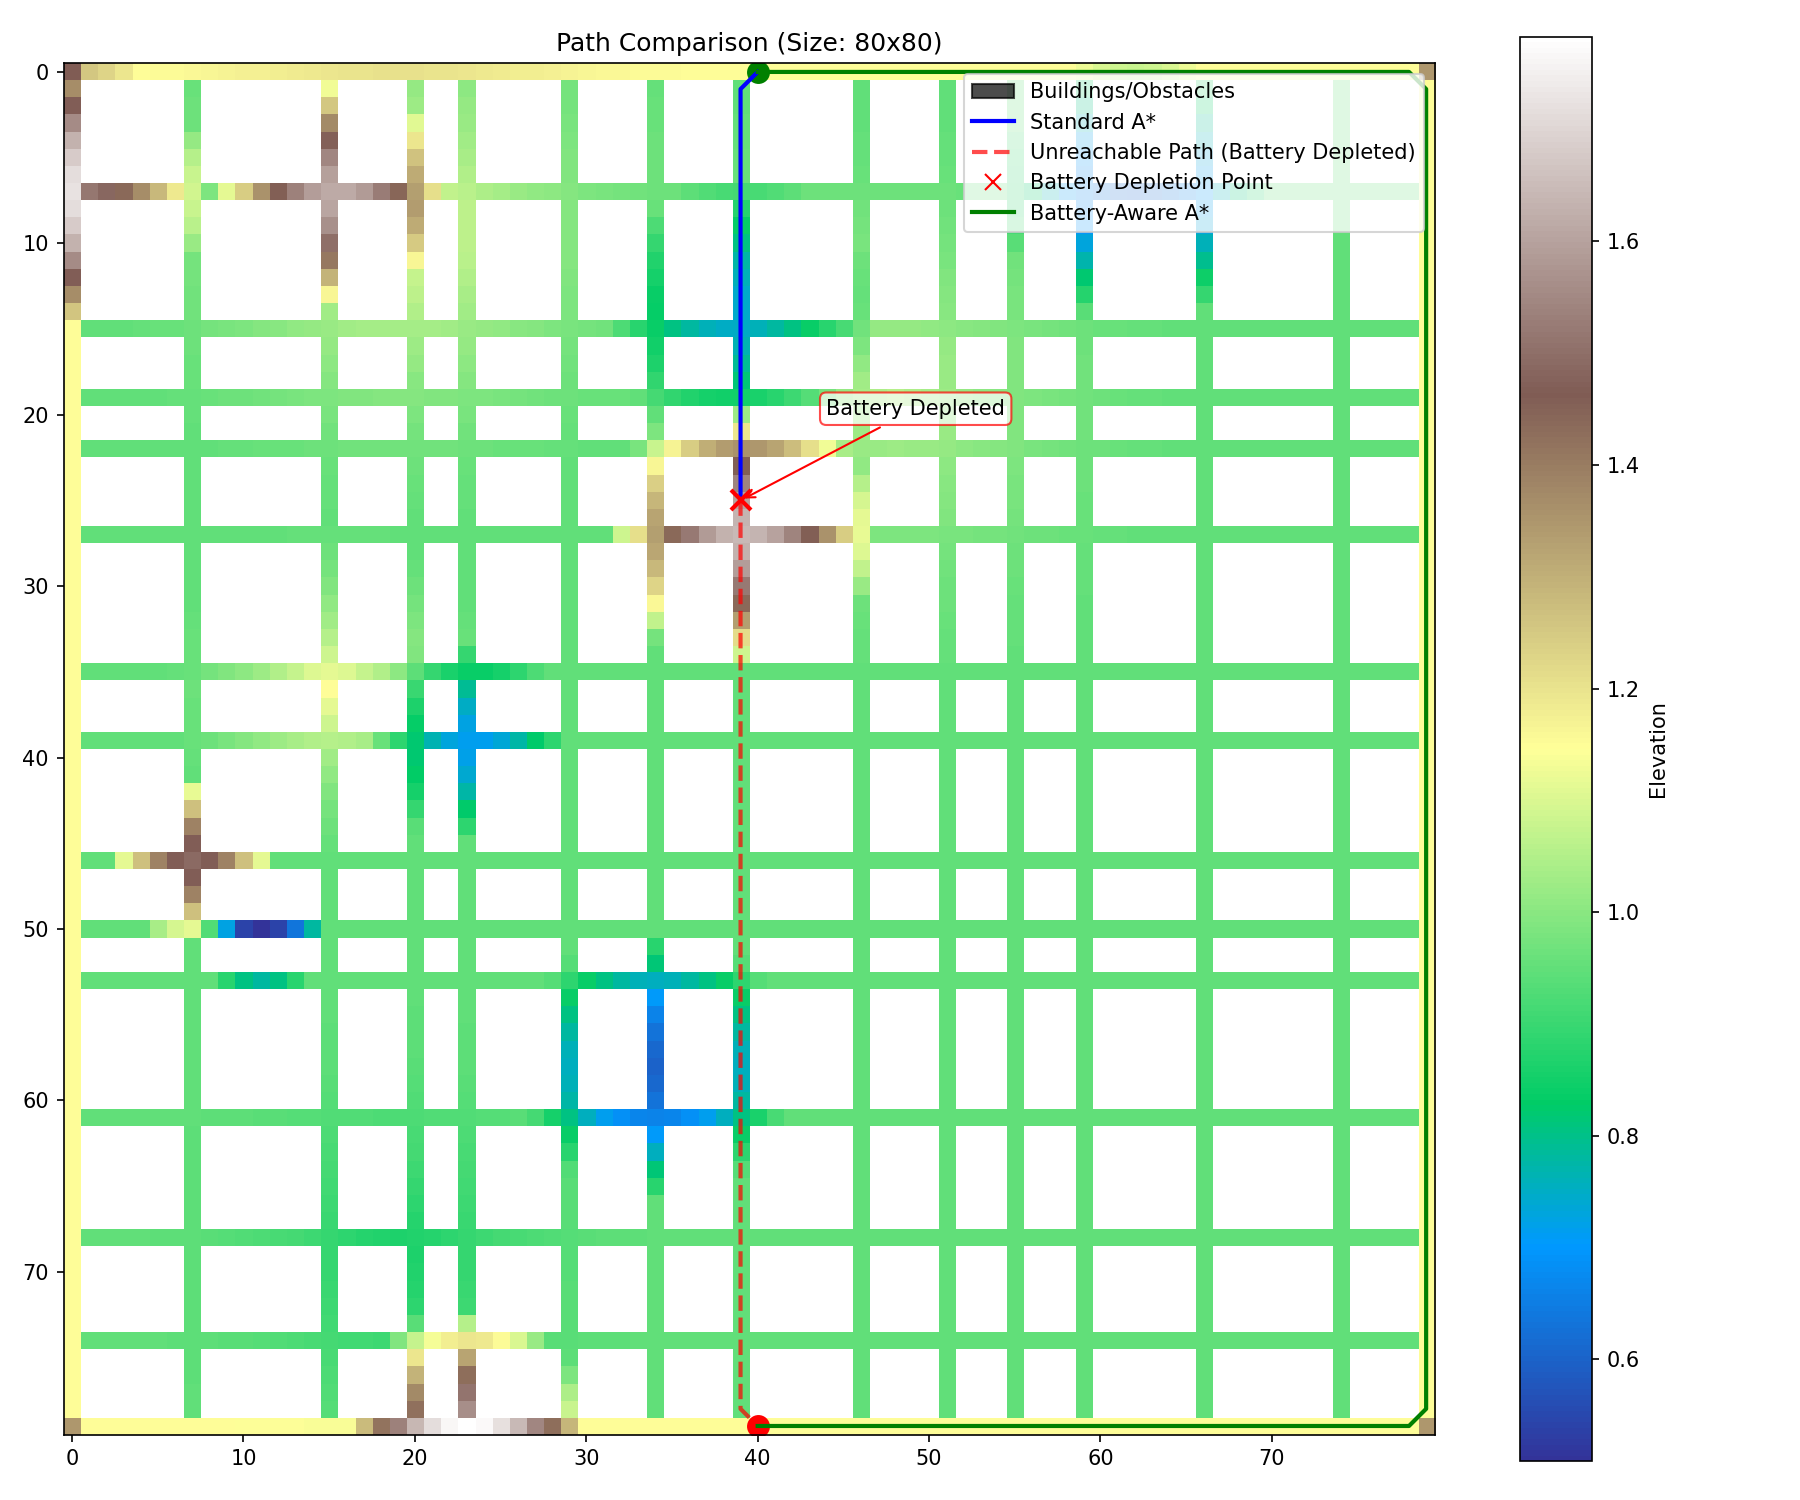 Path Comparison (Size: 80x80)
Buildings/Obstacles
Standard A*
Unreachable Path (Battery Depleted)
Battery Depletion Point
Battery-Aware A*
Battery Depleted
0
10
20
30
40
50
60
70
0
10
20
30
40
50
60
70
1.6
1.4
1.2
1.0
0.8
0.6
Elevation